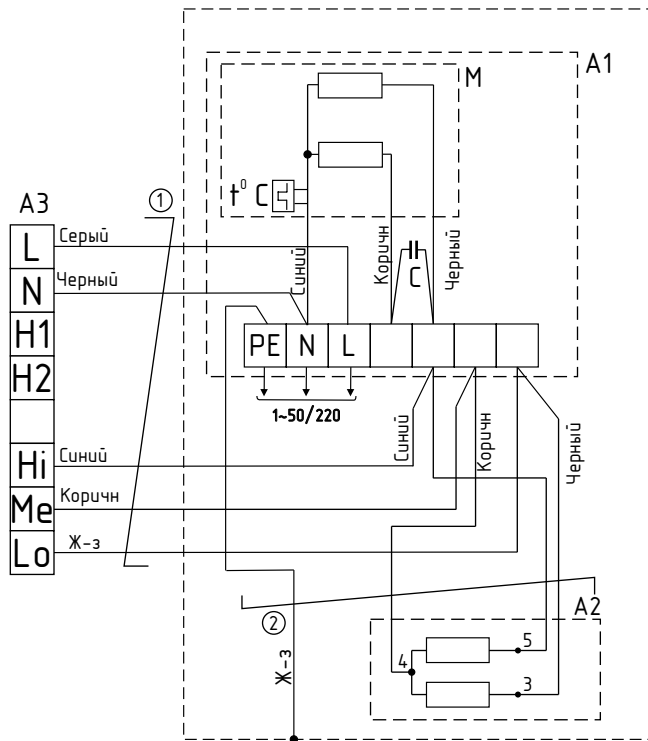 A1
M
t° C
A3
1
L
Серый
N
Черный
H1
H2
Hi
Синий
Me
Коричн
Lo
Ж-з
Синий
Коричн
C
Черный
PE
N
L
1~50/220
Синий
Коричн
Черный
2
Ж-з
A2
4
5
3